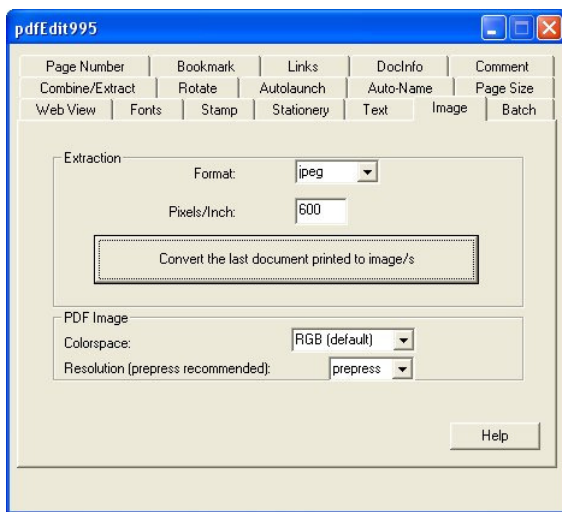 pdfEdit995
Page Number Bookmark Links DocInfo Comment
Combine/Extract Rotate Autolaunch Auto-Name Page Size
Web View Fonts Stamp Stationery Text Image Batch
Extraction
Format: jpeg
Pixels/Inch: 600
Convert the last document printed to image/s
PDF Image
Colorspace: RGB (default)
Resolution (prepress recommended): prepress
Help